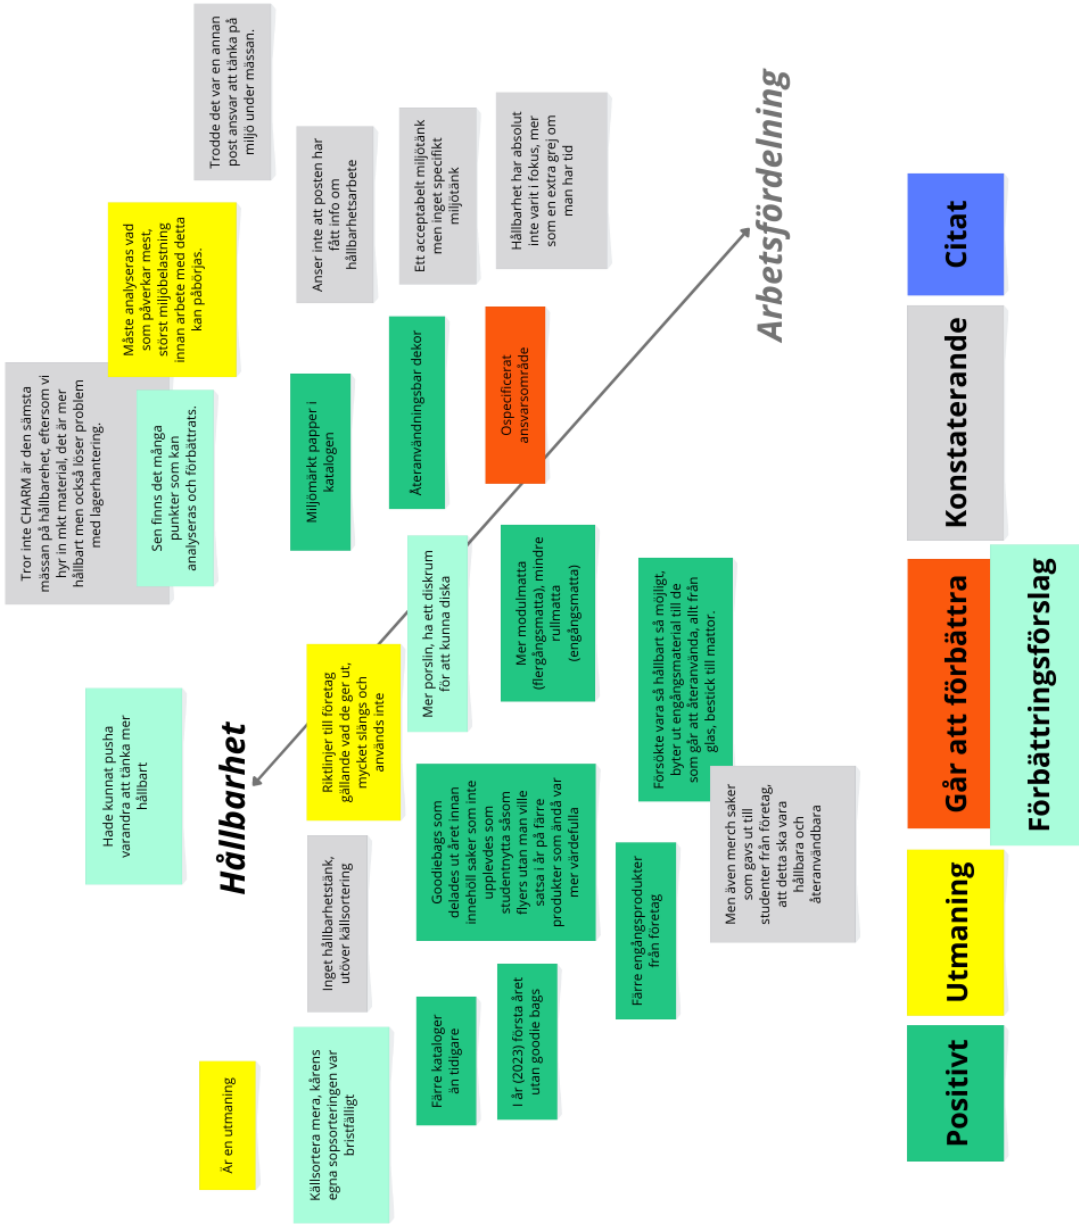 Tror inte CHARM är den sämsta
mässan på hållbarehet, eftersom vi
hyr in mkt material, det är mer
hållbart men också löser problem
med lagerhantering.
Hade kunnat pusha
varandra att tänka mer
hållbart
Sen finns det många
punkter som kan
analyseras och förbättrats.
Måste analyseras vad
som påverkar mest,
störst miljöbelastning
innan arbete med detta
kan påbörjas.
Trodde det var en annan
post ansvar att tänka på
miljö under mässan.
Är en utmaning
Hållbarhet
Källsortera mera, kårens
egna sopsorteringen var
bristfälligt
Inget hållbarhetstänk,
utöver källsortering
Riktlinjer till företag
gällande vad de ger ut,
mycket slängs och
används inte
Miljömärkt papper i
katalogen
Anser inte att posten har
fått info om
hållbarhetsarbete
Färre kataloger
än tidigare
Goodiebags som
delades ut året innan
innehöll saker som inte
upplevdes som
studentnytta såsom
flyers utan man ville
satsa i år på färre
produkter som ändå var
mer värdefulla
Mer porslin, ha ett diskrum
för att kunna diska
Återanvändningsbar dekor
Ett acceptabelt miljötänk
men inget specifikt
miljötänk
I år (2023) första året
utan goodie bags
Mer modulmatta
(flergångsmatta), mindre
rullmatta
(engångsmatta)
Ospecificerat
ansvarsområde
Hållbarhet har absolut
inte varit i fokus, mer
som en extra grej om
man har tid
Färre engångsprodukter
från företag
Försökte vara så hållbart så möjligt,
byter ut engångsmaterial till de
som går att återanvända, allt från
glas, bestick till mattor.
Men även merch saker
som gavs ut till
studenter från företag,
att detta ska vara
hållbara och
återanvändbara
Arbetsfördelning
Positivt
Utmaning
Går att förbättra
Konstaterande
Citat
Förbättringsförslag